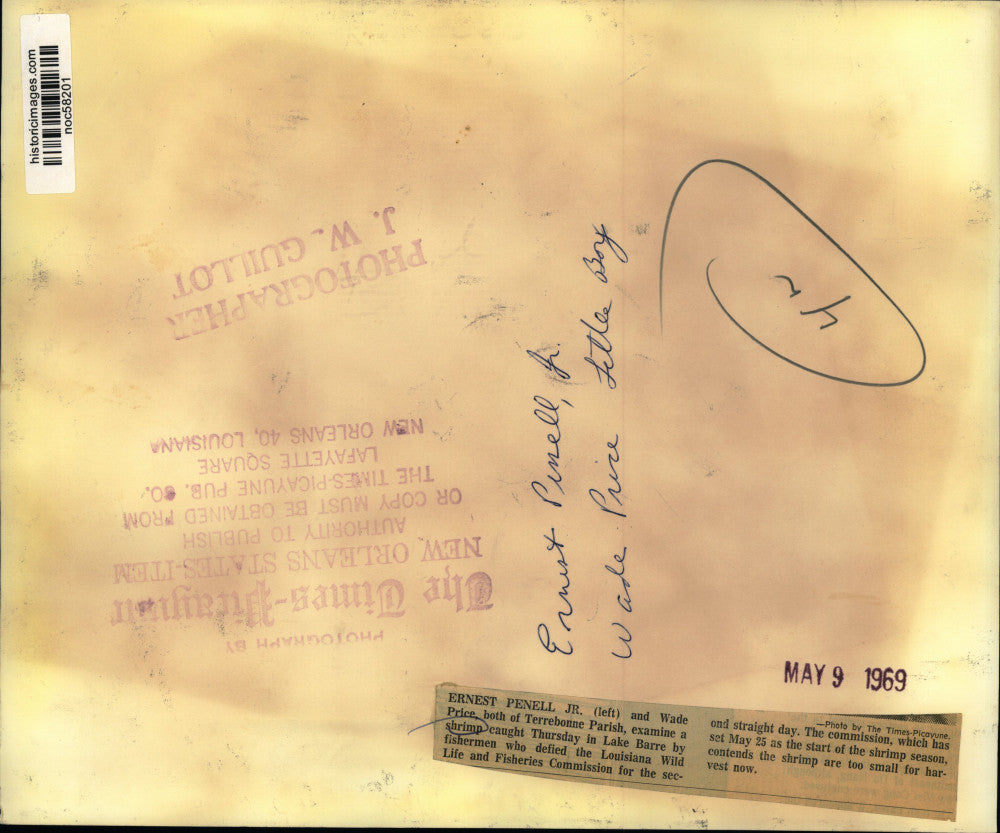 historicimages.com
noc58201
PHOTOGRAPHER
J. W. GUILLOT
PHOTOGRAPH BY
The Times-Picayune
NEW ORLEANS STATES-ITEM
AUTHORITY TO PUBLISH
OR COPY MUST BE OBTAINED FROM
THE TIMES-PICAYUNE PUB. CO.
LAFAYETTE SQUARE
NEW ORLEANS 40, LOUISIANA
Ernest Pinell, Jr.
Wade Price Little Boy
MAY 9 1969
ERNEST PENELL JR. (left) and Wade
Price, both of Terrebonne Parish, examine a
shrimp caught Thursday in Lake Barre by
fishermen who defied the Louisiana Wild
Life and Fisheries Commission for the sec-
—Photo by The Times-Picayune.
ond straight day. The commission, which has
set May 25 as the start of the shrimp season,
contends the shrimp are too small for har-
vest now.